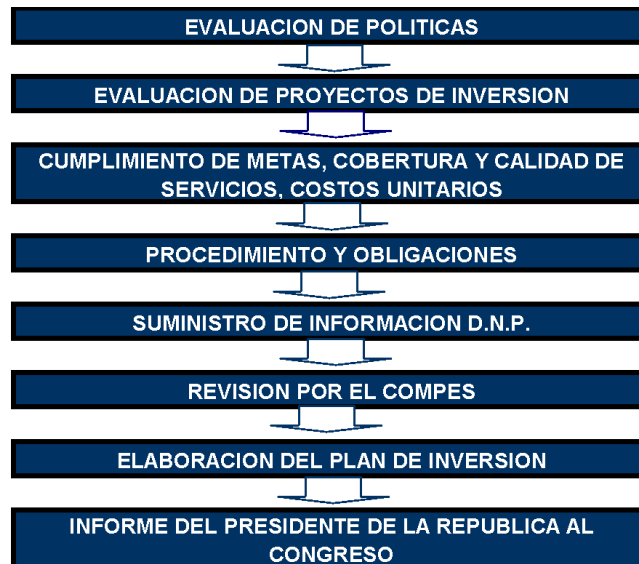 EVALUACION DE POLITICAS
EVALUACION DE PROYECTOS DE INVERSION
CUMPLIMIENTO DE METAS, COBERTURA Y CALIDAD DE
SERVICIOS, COSTOS UNITARIOS
PROCEDIMIENTO Y OBLIGACIONES
SUMINISTRO DE INFORMACION D.N.P.
REVISION POR EL COMPES
ELABORACION DEL PLAN DE INVERSION
INFORME DEL PRESIDENTE DE LA REPUBLICA AL
CONGRESO